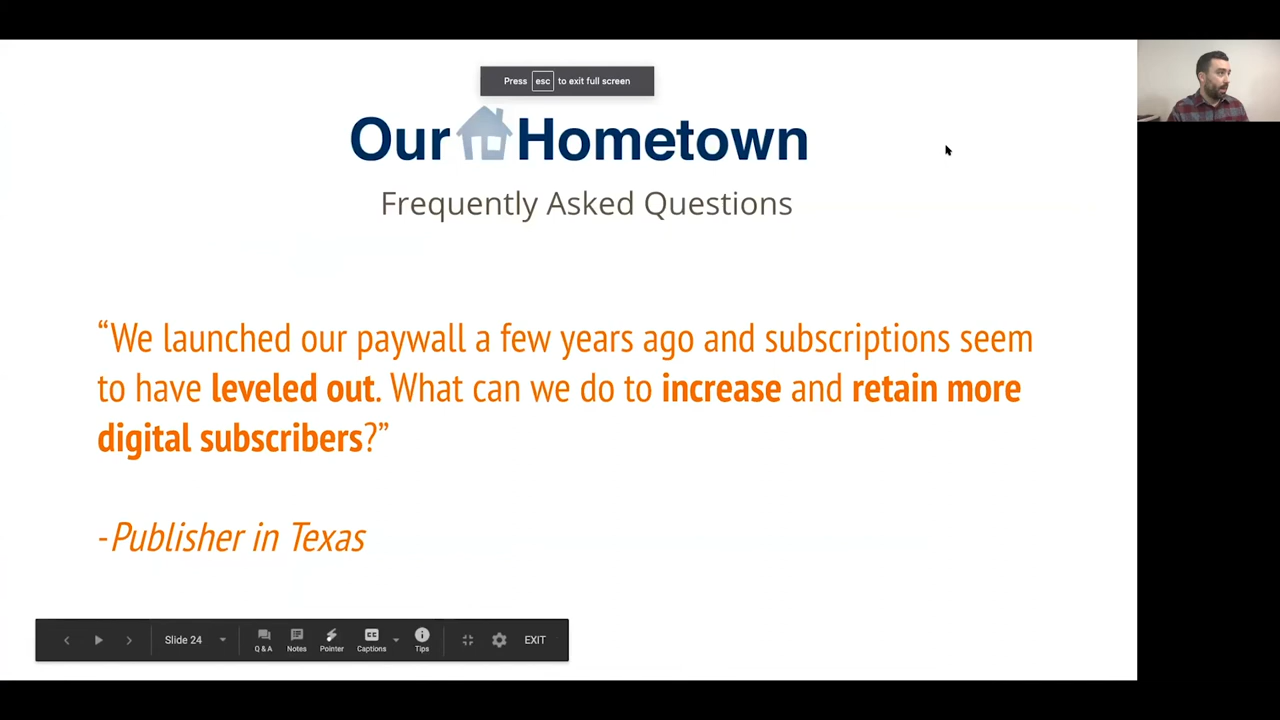 Press esc to exit full screen
Our Hometown
Frequently Asked Questions
“We launched our paywall a few years ago and subscriptions seem
to have leveled out. What can we do to increase and retain more
digital subscribers?”
-Publisher in Texas
Slide 24
Q & A
Notes
Pointer
CC
Captions
Tips
EXIT